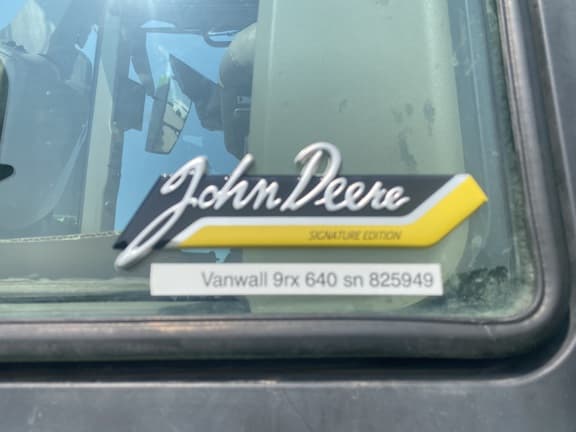 John Deere
SIGNATURE EDITION
Vanwall 9rx 640 sn 825949